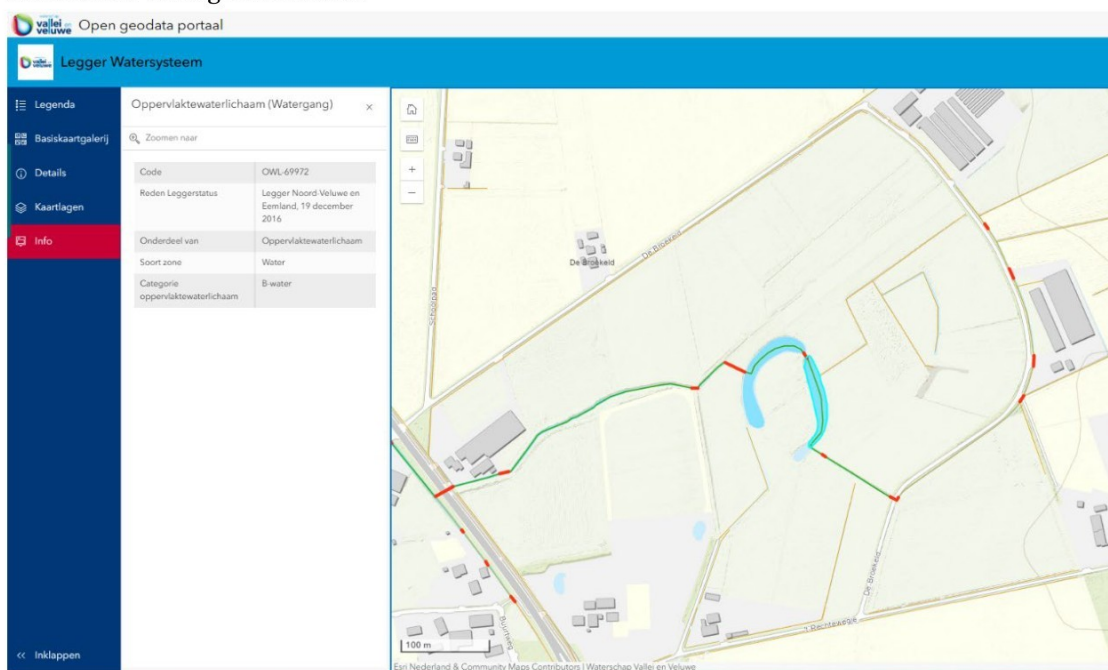 vallei en
veluwe
Open geodata portaal
Legger Watersysteem
Legenda
Basiskaartgalerij
Details
Kaartlagen
Info
Inklappen
Oppervlaktewaterlichaam (Watergang)
Zoomen naar
Code OWL-69972
Reden Leggerstatus Legger Noord-Veluwe en
Eemland, 19 december
2016
Onderdeel van Oppervlaktewaterlichaam
Soort zone Water
Categorie B-water
oppervlaktewaterlichaam
De Broekeld
De Broekeld
Schoolpad
De Broekeld
Buurtweg
100 m
Esri Nederland & Community Maps Contributors | Waterschap Vallei en Veluwe